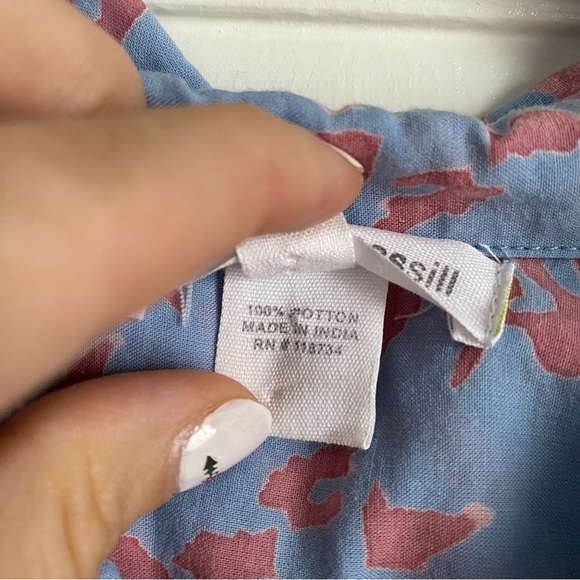 essill
100% COTTON
MADE IN INDIA
RN # 118734